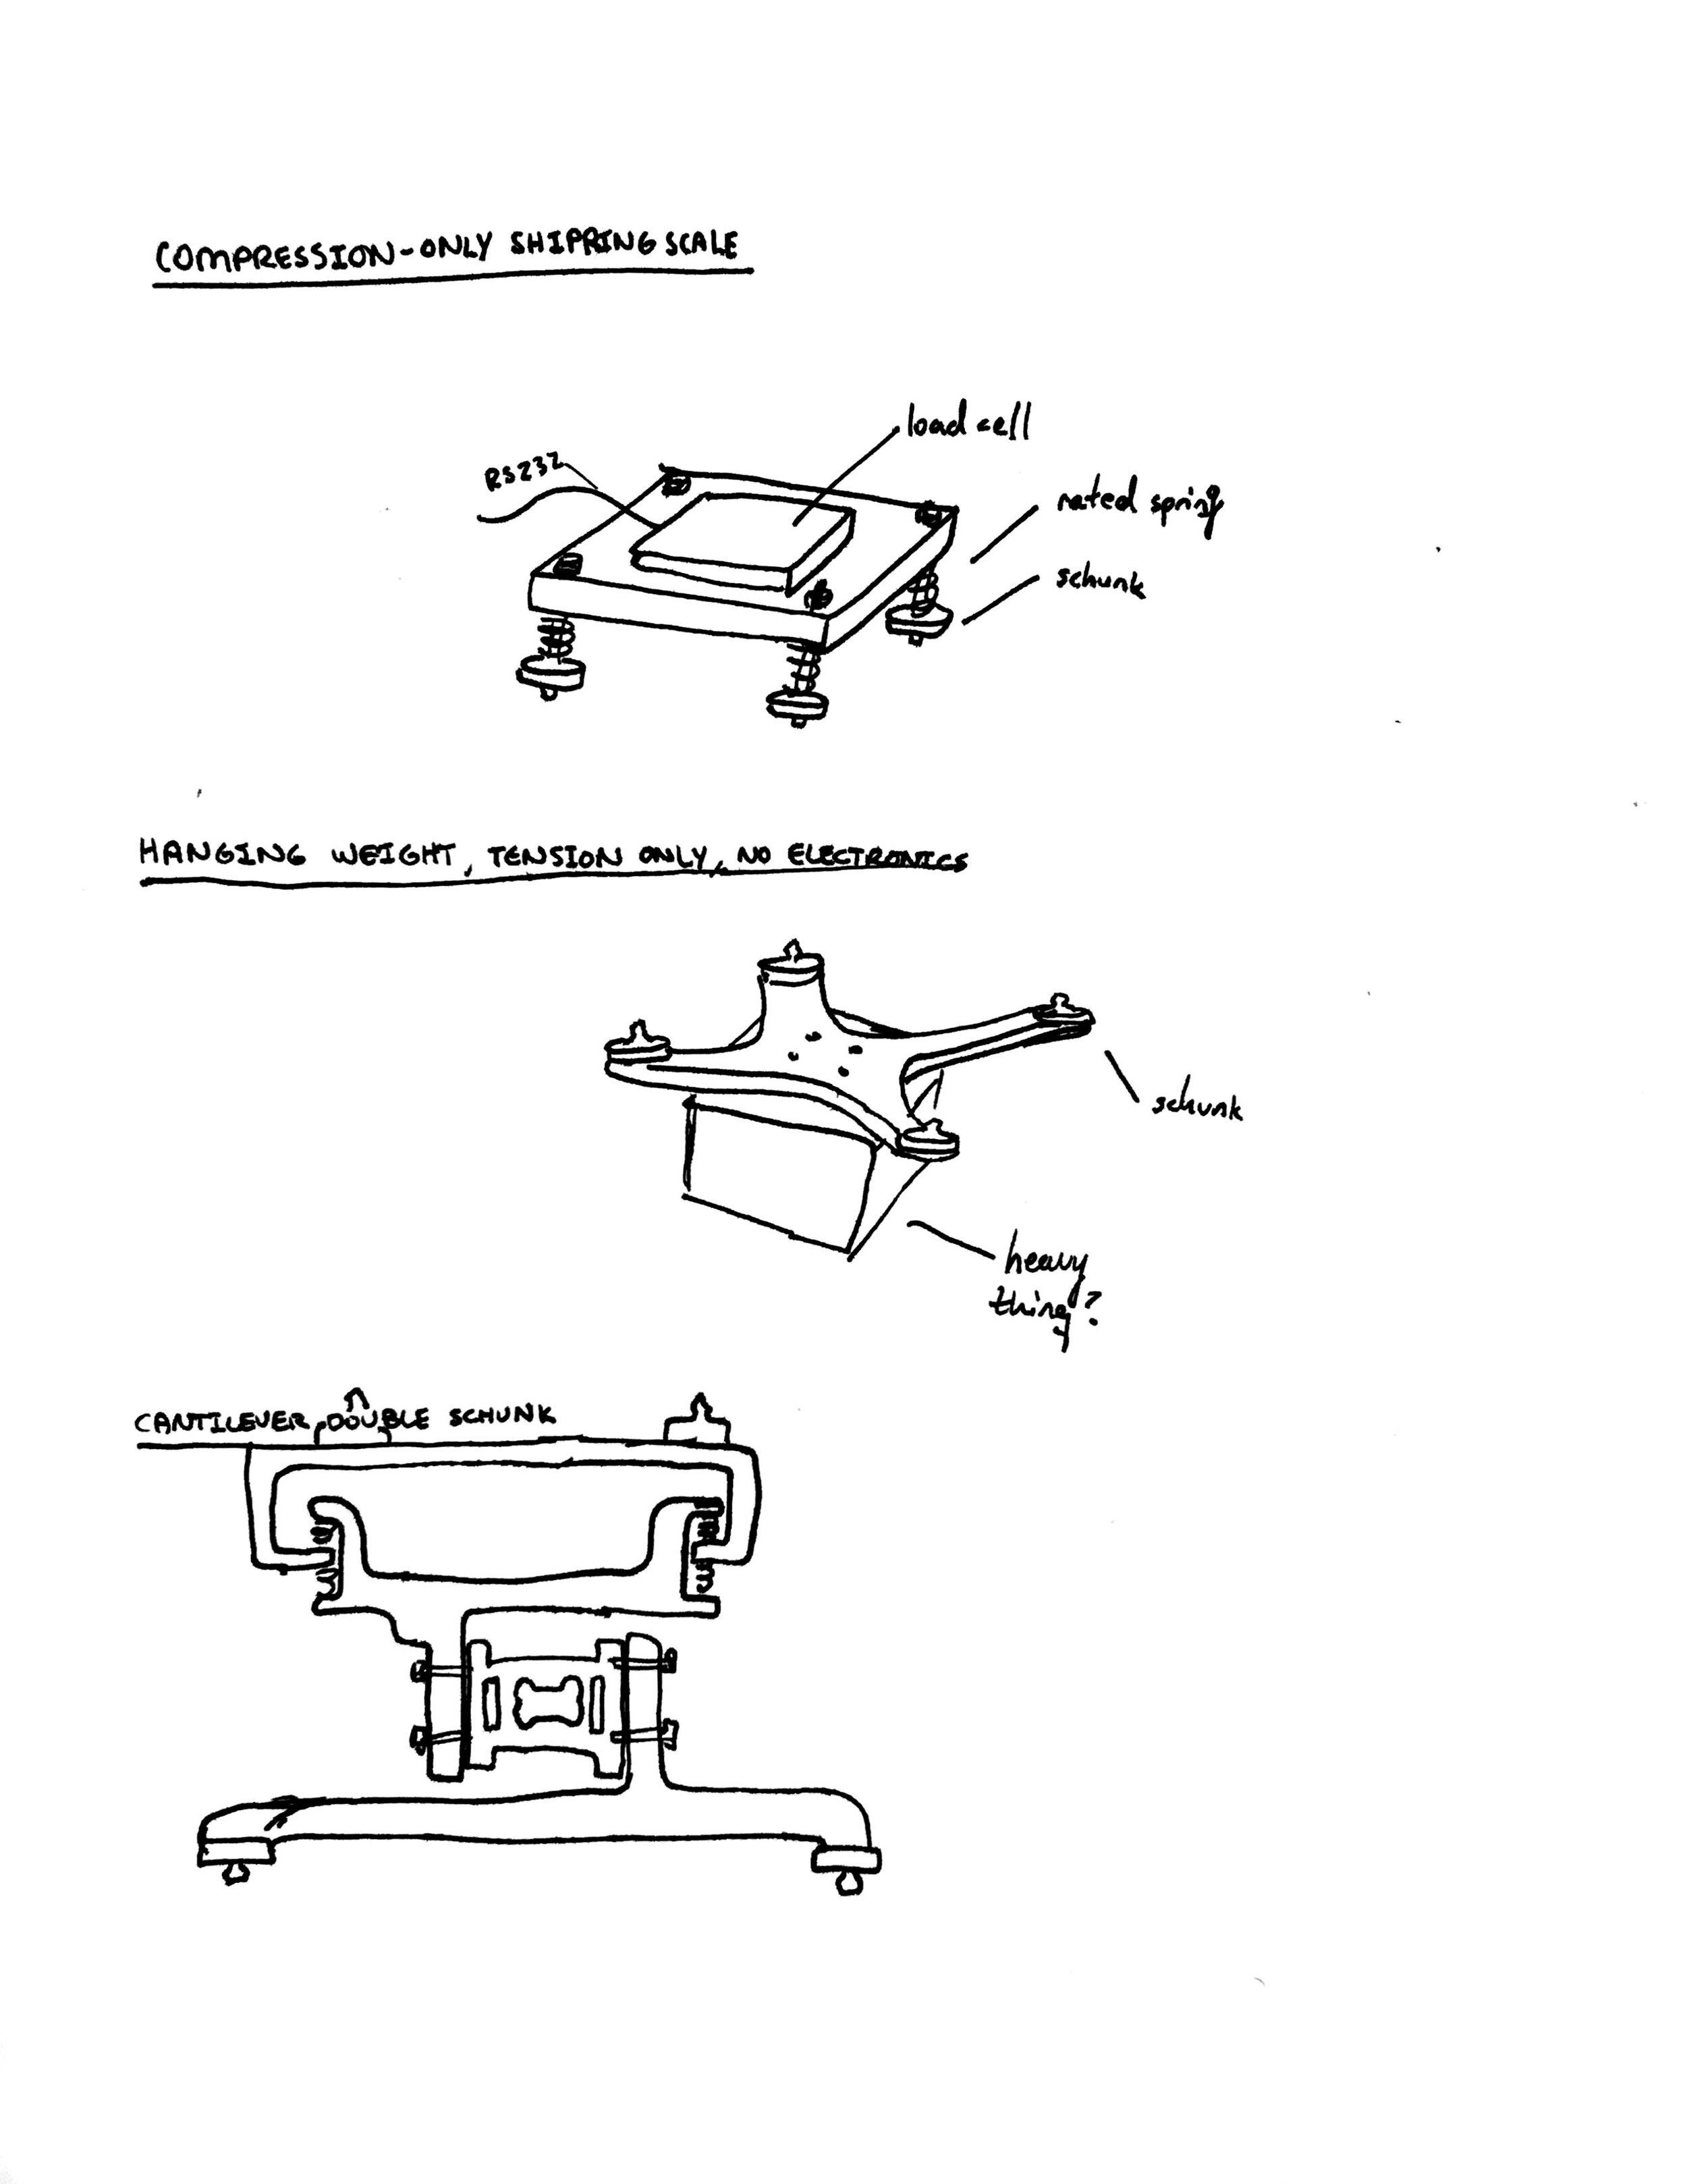 COMPRESSION-ONLY SHIPPING SCALE
load cell
RS232
rated spring
schunk
HANGING WEIGHT, TENSION ONLY, NO ELECTRONICS
schunk
heavy
thing?
CANTILEVER, DOUBLE SCHUNK